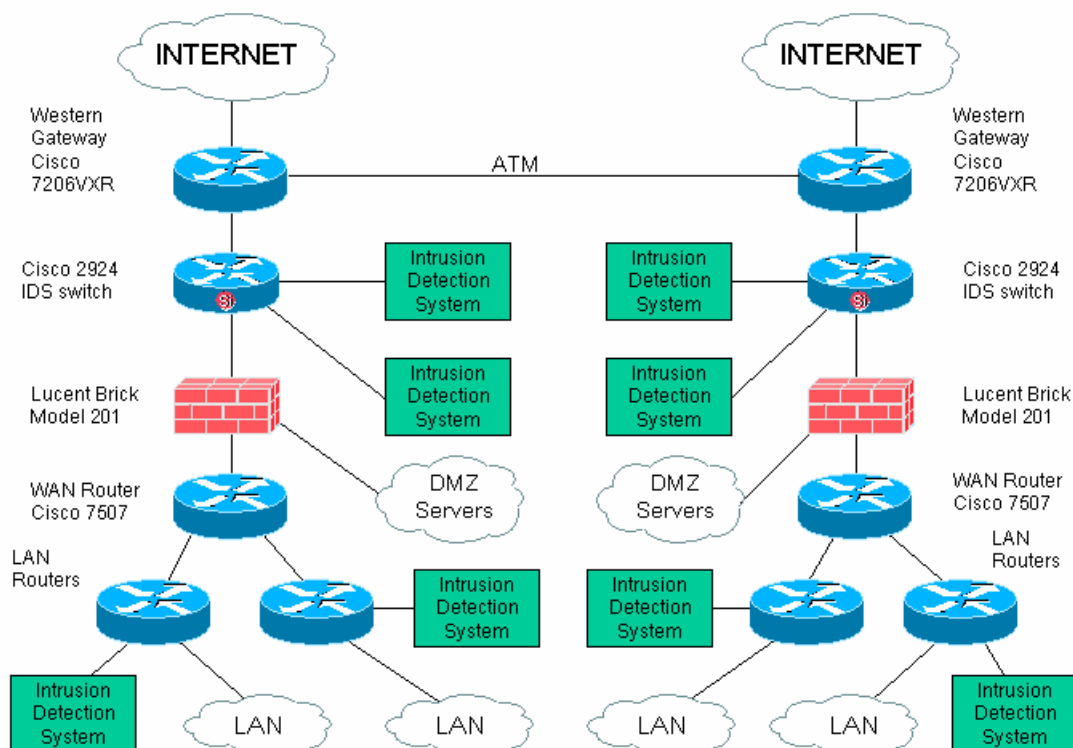 INTERNET
INTERNET
Western
Gateway
Cisco
7206VXR
ATM
Western
Gateway
Cisco
7206VXR
Cisco 2924
IDS switch
Si
Intrusion
Detection
System
Intrusion
Detection
System
Si
Cisco 2924
IDS switch
Lucent Brick
Model 201
Intrusion
Detection
System
Intrusion
Detection
System
Lucent Brick
Model 201
WAN Router
Cisco 7507
DMZ
Servers
DMZ
Servers
WAN Router
Cisco 7507
LAN
Routers
LAN
Routers
Intrusion
Detection
System
Intrusion
Detection
System
Intrusion
Detection
System
LAN
LAN
LAN
LAN
Intrusion
Detection
System